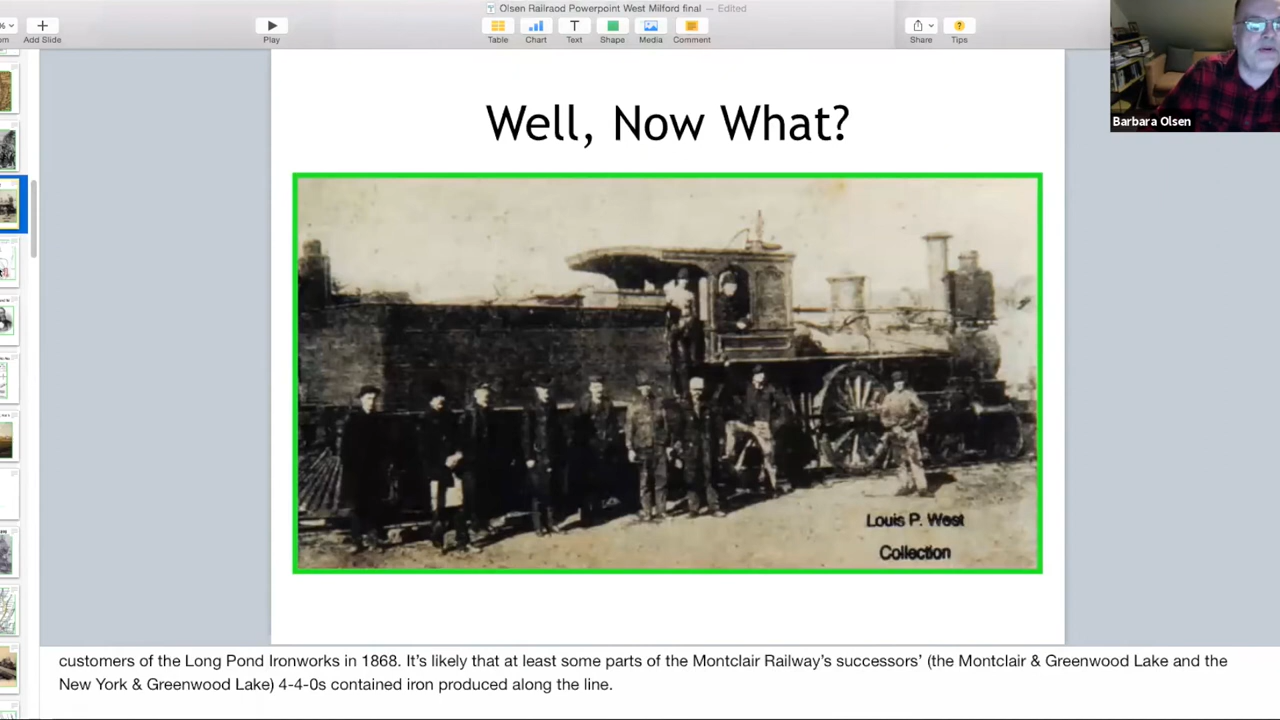 Olsen Railraod Powerpoint West Milford final — Edited
Add Slide
Play
Table
Chart
Text
Shape
Media
Comment
Share
Tips
Barbara Olsen
Well, Now What?
Louis P. West
Collection
customers of the Long Pond Ironworks in 1868. It’s likely that at least some parts of the Montclair Railway’s successors’ (the Montclair & Greenwood Lake and the
New York & Greenwood Lake) 4-4-0s contained iron produced along the line.